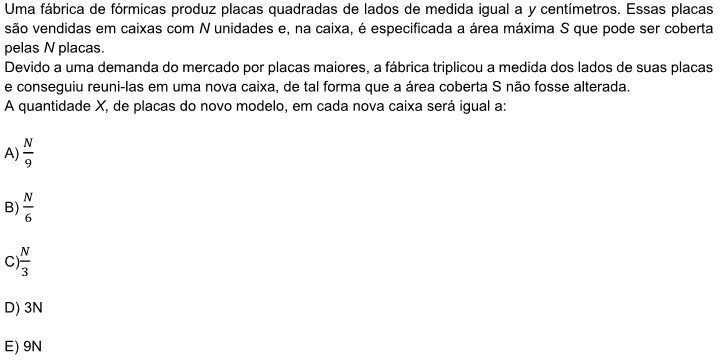 Uma fábrica de fórmicas produz placas quadradas de lados de medida igual a y centímetros. Essas placas
são vendidas em caixas com N unidades e, na caixa, é especificada a área máxima S que pode ser coberta
pelas N placas.
Devido a uma demanda do mercado por placas maiores, a fábrica triplicou a medida dos lados de suas placas
e conseguiu reuni-las em uma nova caixa, de tal forma que a área coberta S não fosse alterada.
A quantidade X, de placas do novo modelo, em cada nova caixa será igual a:
A) N/9
B) N/6
C) N/3
D) 3N
E) 9N